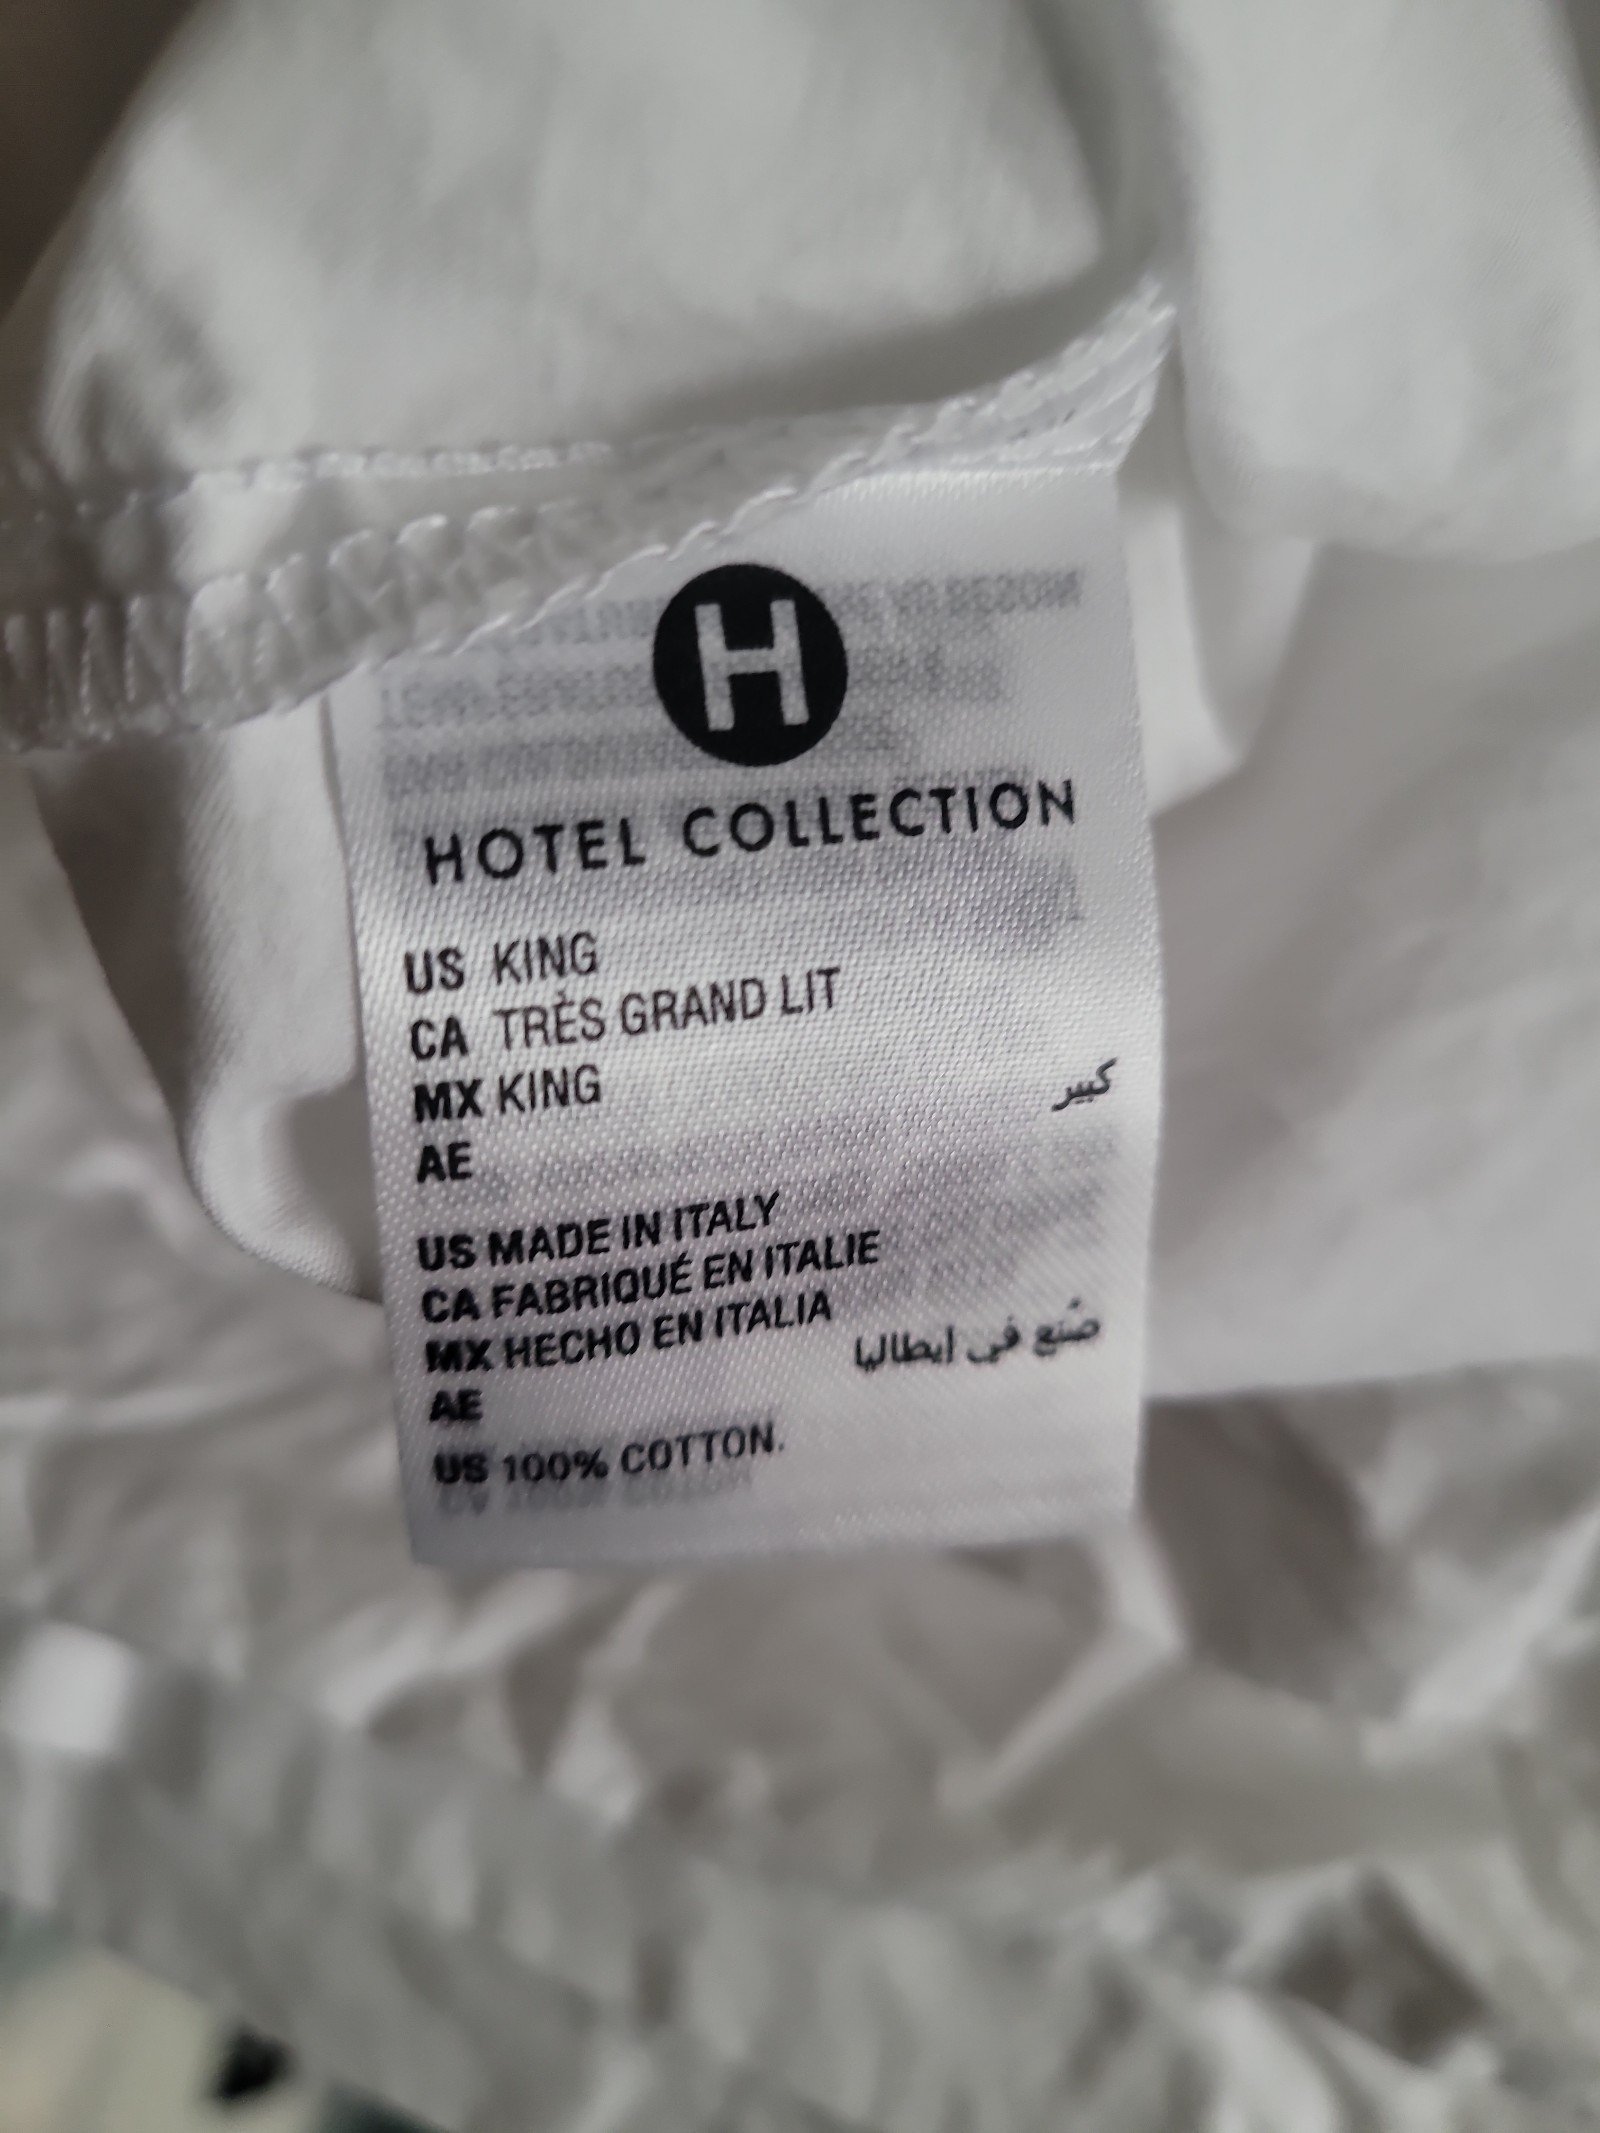 H
HOTEL COLLECTION
US KING
CA TRÈS GRAND LIT
MX KING
AE كبير
US MADE IN ITALY
CA FABRIQUÉ EN ITALIE
MX HECHO EN ITALIA
AE صُنع في ايطاليا
US 100% COTTON.